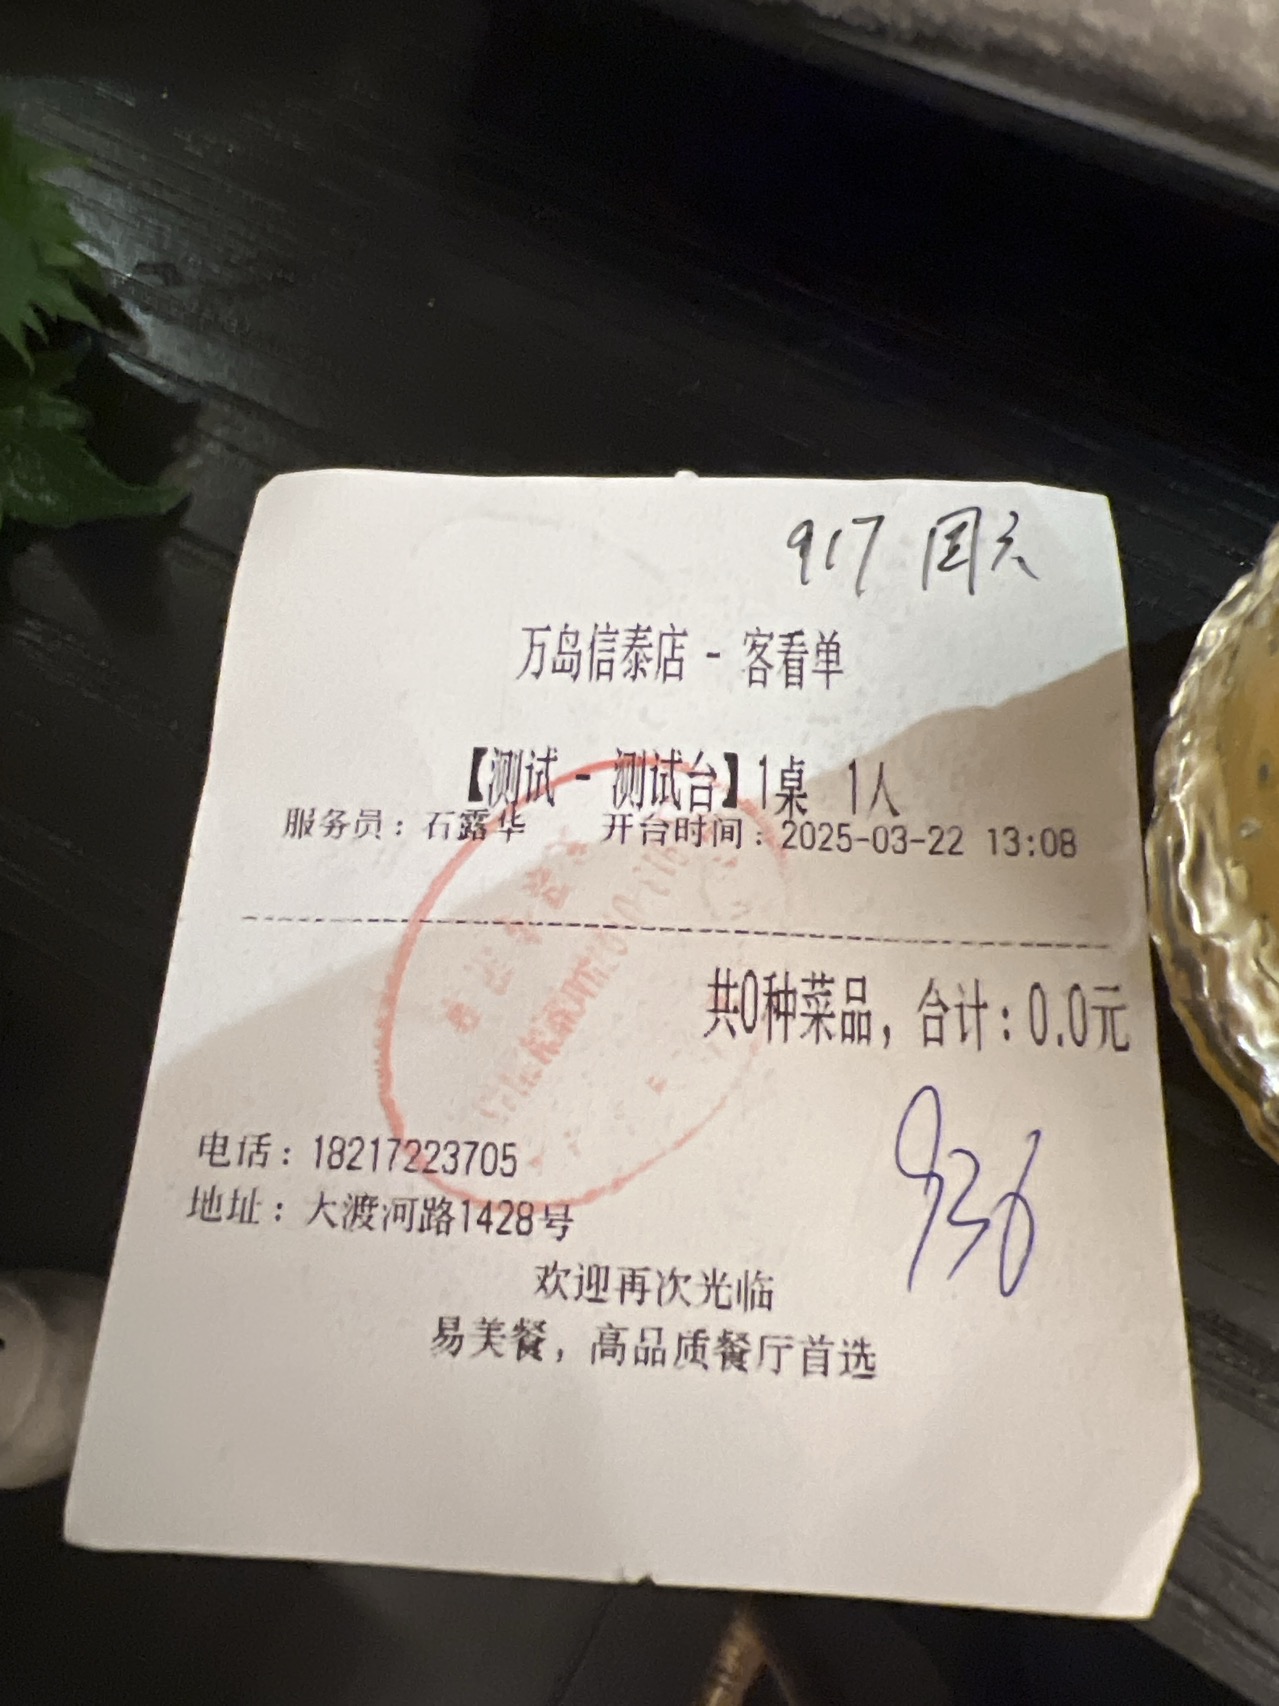 917 周六
万岛信泰店 - 客看单
【测试 - 测试台】1桌 1人
服务员：石露华 开台时间：2025-03-22 13:08
共0种菜品，合计：0.0元
936
电话：18217223705
地址：大渡河路1428号
欢迎再次光临
易美餐，高品质餐厅首选